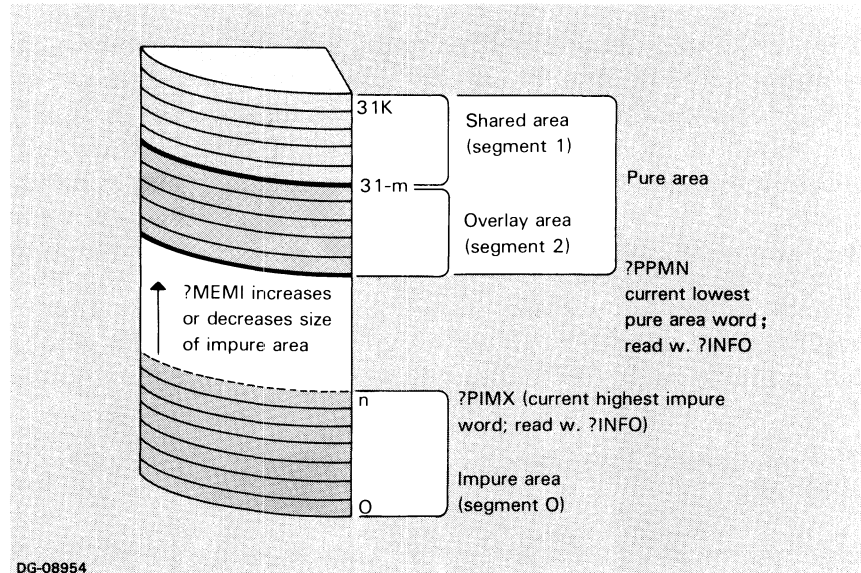 31K
Shared area
(segment 1)
Pure area
31-m
Overlay area
(segment 2)
?PPMN
current lowest
pure area word;
read w. ?INFO
?MEMI increases
or decreases size
of impure area
n
?PIMX (current highest impure
word; read w. ?INFO)
Impure area
(segment O)
O
DG-08954